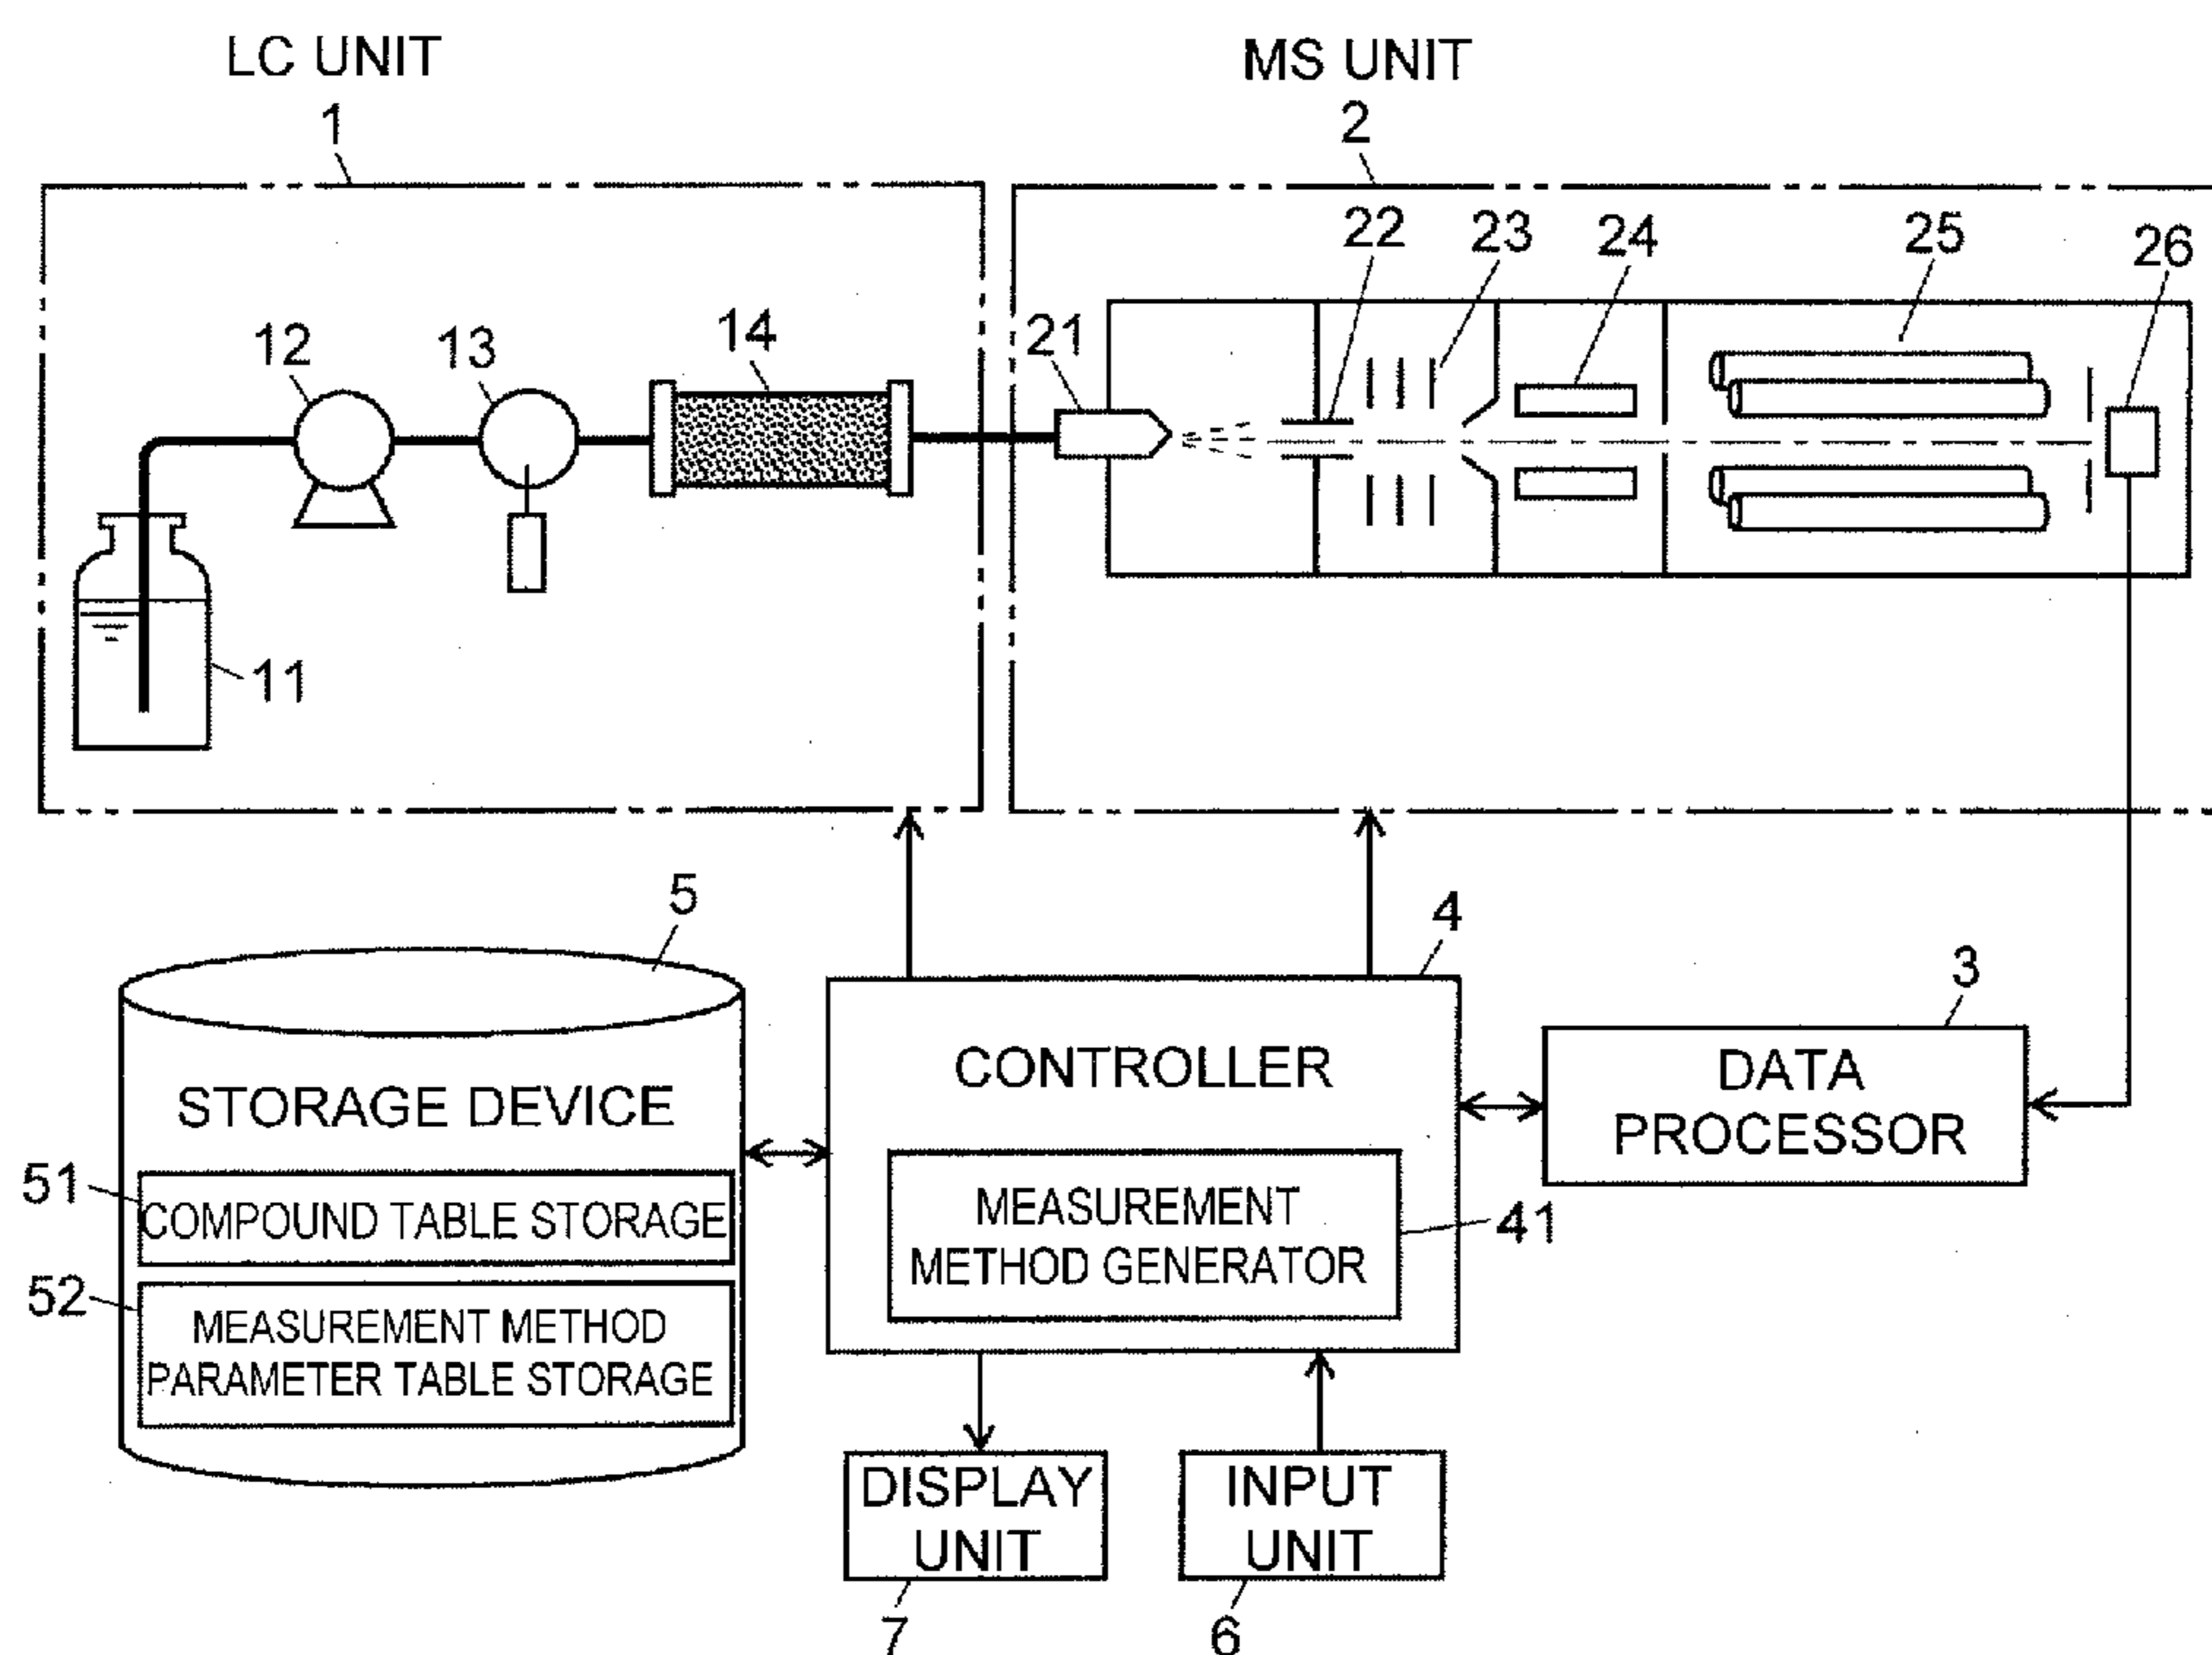 LC UNIT
1
MS UNIT
2
22
23
24
25
26
21
12
13
14
11
5
4
3
STORAGE DEVICE
51
COMPOUND TABLE STORAGE
52
MEASUREMENT METHOD
PARAMETER TABLE STORAGE
CONTROLLER
MEASUREMENT
METHOD GENERATOR
41
DATA
PROCESSOR
DISPLAY
UNIT
7
INPUT
UNIT
6